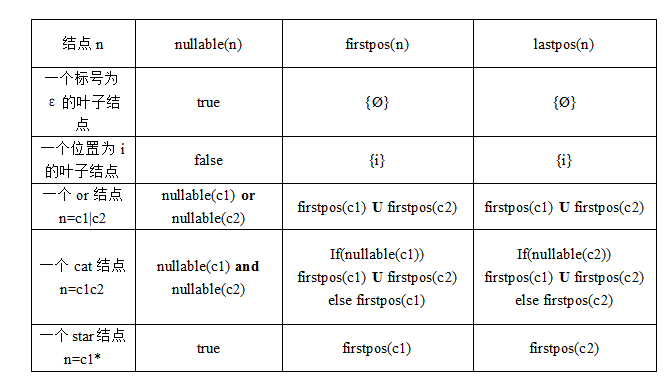 结点 n
nullable(n)
firstpos(n)
lastpos(n)
一个标号为
ε 的叶子结
点
true
{Ø}
{Ø}
一个位置为 i
的叶子结点
false
{i}
{i}
一个 or 结点
n=c1|c2
nullable(c1) or
nullable(c2)
firstpos(c1) U firstpos(c2)
firstpos(c1) U firstpos(c2)
一个 cat 结点
n=c1c2
nullable(c1) and
nullable(c2)
If(nullable(c1))
firstpos(c1) U firstpos(c2)
else firstpos(c1)
If(nullable(c2))
firstpos(c1) U firstpos(c2)
else firstpos(c2)
一个 star 结点
n=c1*
true
firstpos(c1)
firstpos(c2)